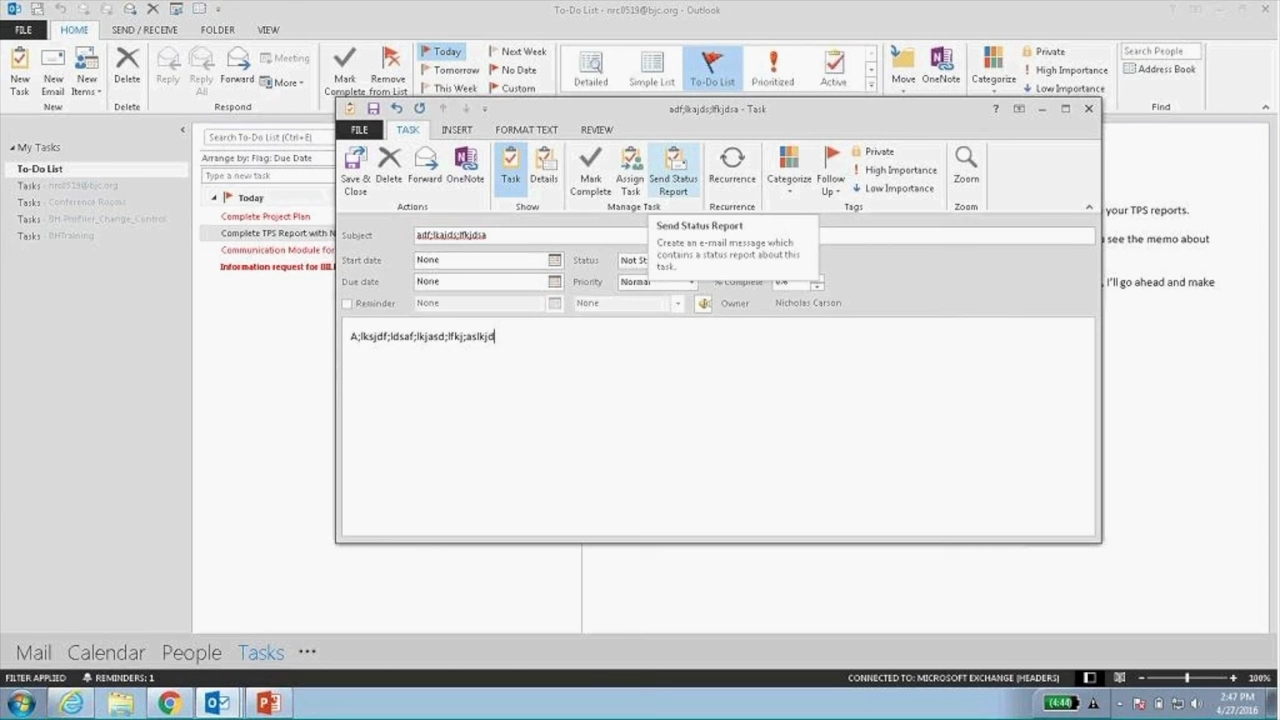 To-Do List - nrc0519@bjc.org - Outlook
FILE HOME SEND / RECEIVE FOLDER VIEW
New Task
New Email
New Items
New
Delete
Delete
Reply
Reply All
Forward
Meeting
More
Respond
Mark Complete
Remove from List
Today
Tomorrow
This Week
Next Week
No Date
Custom
Detailed
Simple List
To-Do List
Prioritized
Active
Move
OneNote
Categorize
Private
High Importance
Low Importance
Search People
Address Book
Find
My Tasks
To-Do List
Tasks - nrc0519@bjc.org
Tasks - Conference Rooms
Tasks - BH-Profiler_Change_Control
Tasks - BHTraining
Search To-Do List (Ctrl+E)
Arrange by: Flag: Due Date
Type a new task
Today
Complete Project Plan
Complete TPS Report with N
Communication Module for
Information request for
adf;lkajds;lfkjdsa - Task
FILE TASK INSERT FORMAT TEXT REVIEW
Save & Close
Delete
Forward
OneNote
Actions
Task
Details
Show
Mark Complete
Assign Task
Send Status Report
Manage Task
Recurrence
Recurrence
Categorize
Follow Up
Private
High Importance
Low Importance
Tags
Zoom
Zoom
Subject adf;lkajds;lfkjdsa
Start date None Status Not St
Due date None Priority Normal % Complete 0%
Reminder None None Owner Nicholas Carson
Send Status Report
Create an e-mail message which
contains a status report about this
task.
A;lksjdf;ldsaf;lkjasd;lfkj;aslkjd
your TPS reports.
see the memo about
, I'll go ahead and make
Mail Calendar People Tasks •••
FILTER APPLIED REMINDERS: 1 CONNECTED TO: MICROSOFT EXCHANGE (HEADERS) 100%
(4:44)
2:47 PM
4/27/2016